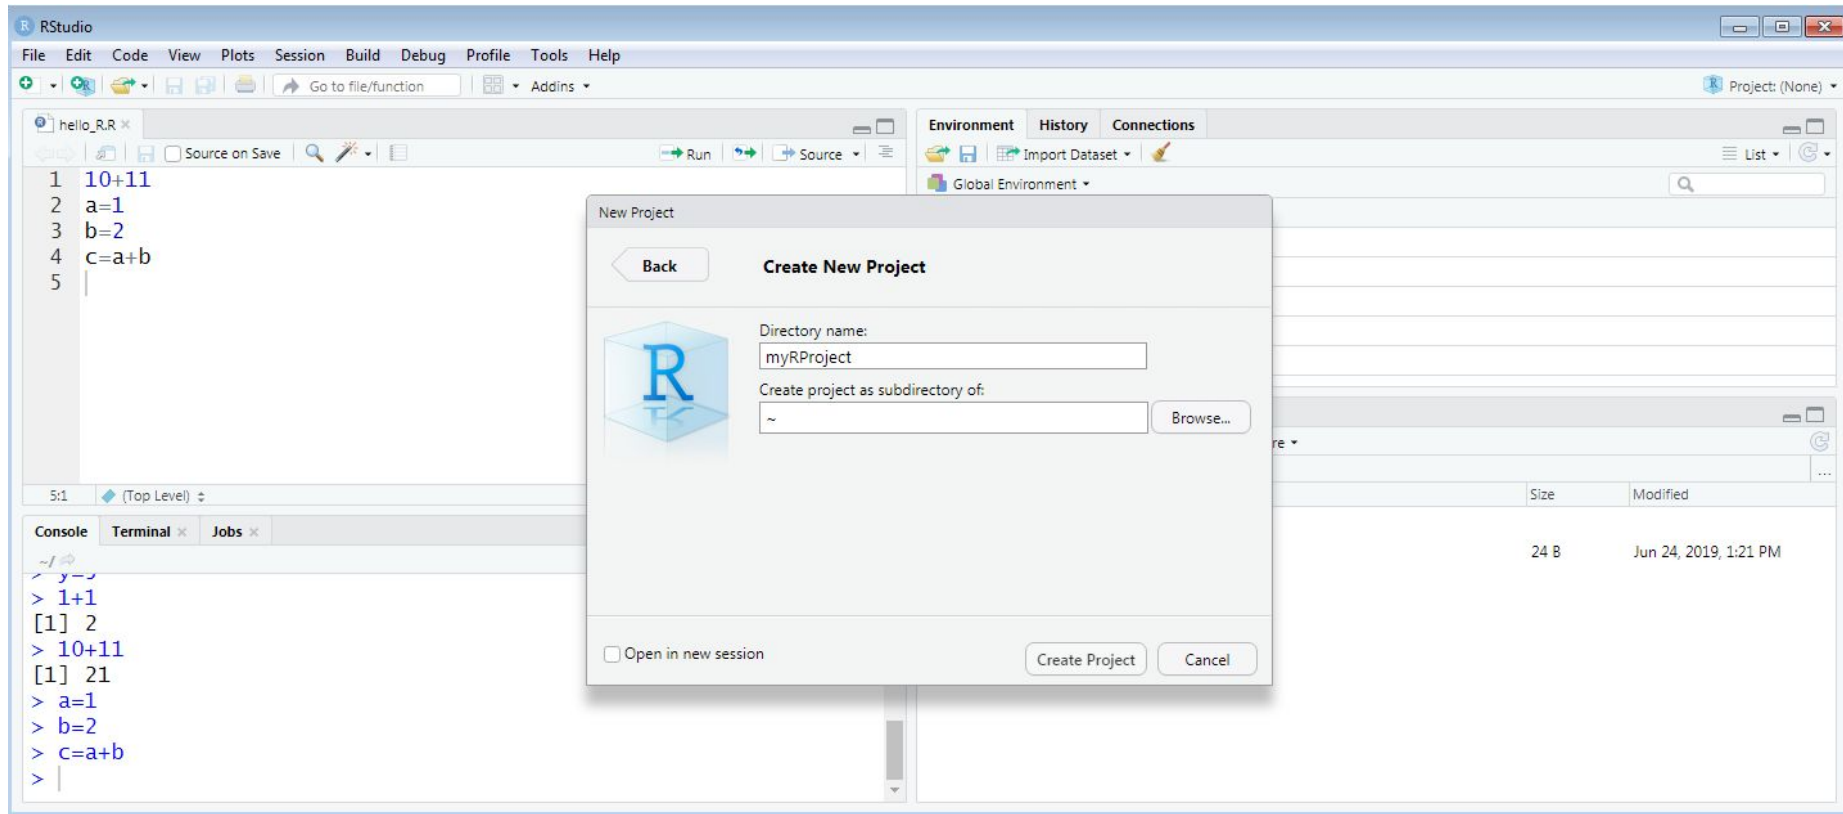 RStudio
File Edit Code View Plots Session Build Debug Profile Tools Help
Go to file/function Addins Project: (None)
hello_R.R
Source on Save Run Source
1 10+11
2 a=1
3 b=2
4 c=a+b
5
5:1 (Top Level)
Console Terminal Jobs
~/
> 1+1
[1] 2
> 10+11
[1] 21
> a=1
> b=2
> c=a+b
>
Environment History Connections
Import Dataset List
Global Environment
New Project
Back Create New Project
R
Directory name:
myRProject
Create project as subdirectory of:
~ Browse...
Open in new session Create Project Cancel
re
...
Size Modified
24 B Jun 24, 2019, 1:21 PM